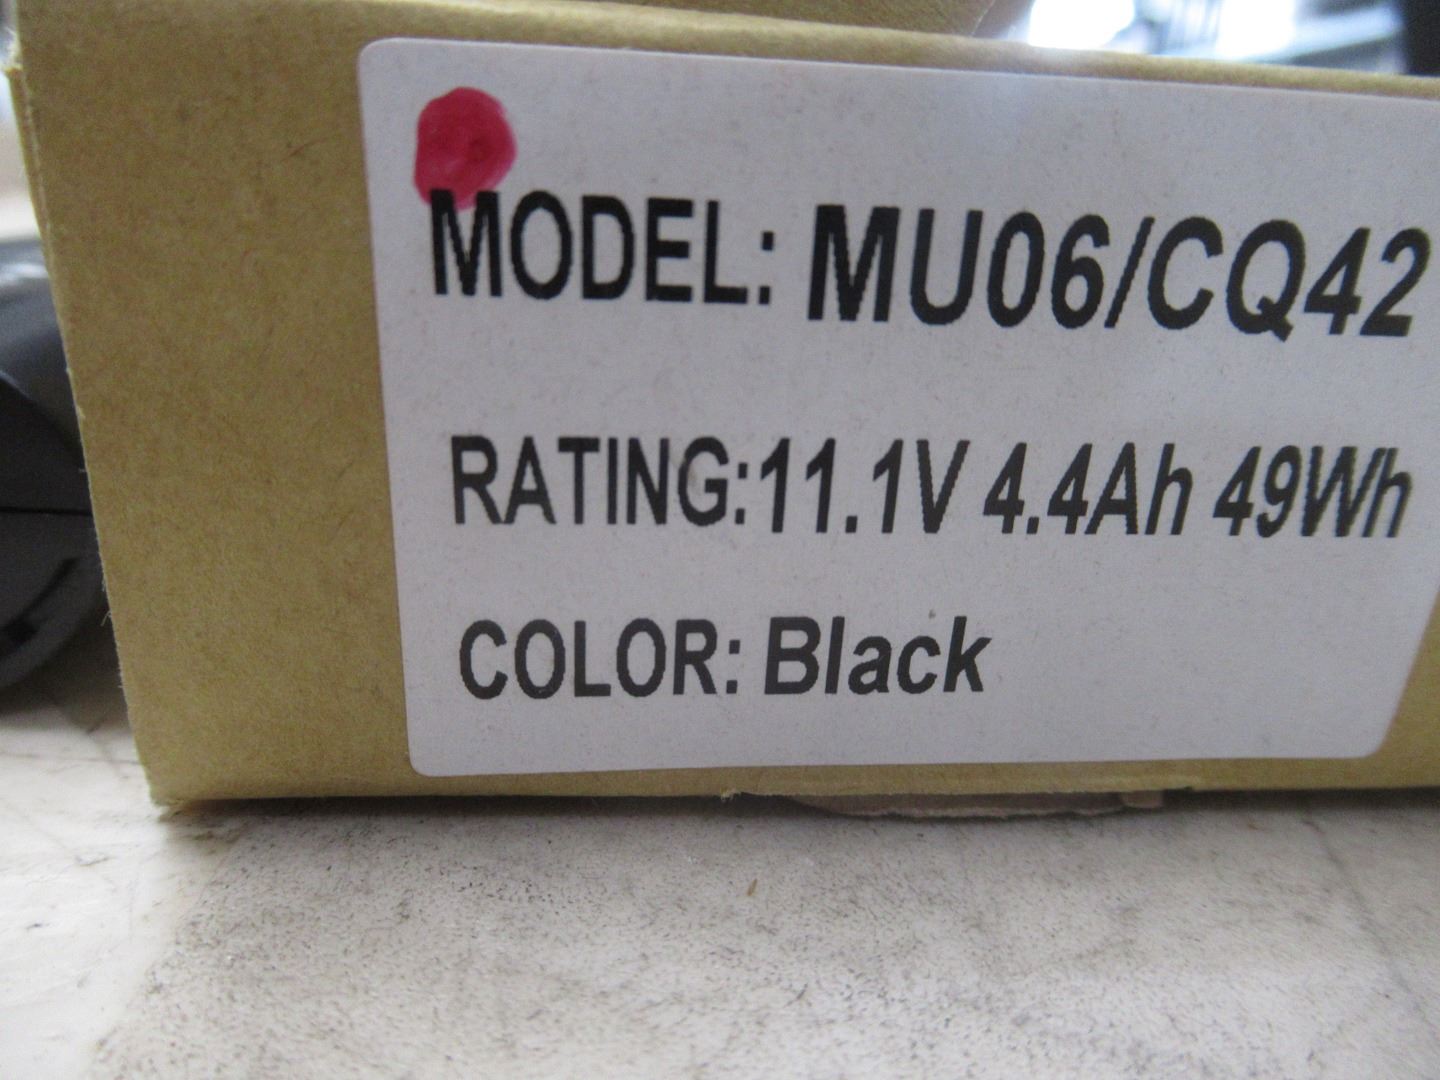 MODEL: MU06/CQ42
RATING:11.1V 4.4Ah 49Wh
COLOR: Black